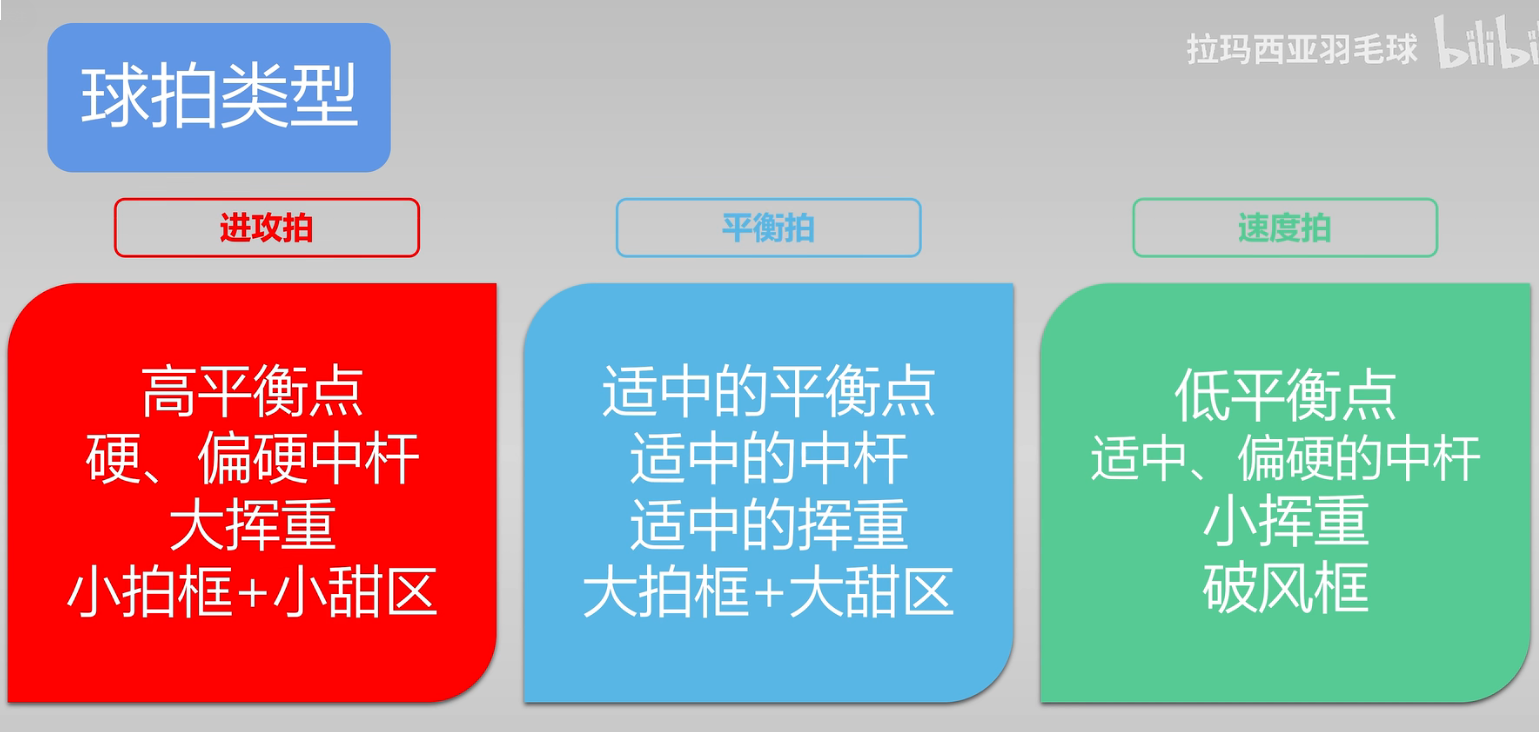 拉玛西亚羽毛球 bilibi
球拍类型
进攻拍
平衡拍
速度拍
高平衡点
硬、偏硬中杆
大挥重
小拍框+小甜区
适中的平衡点
适中的中杆
适中的挥重
大拍框+大甜区
低平衡点
适中、偏硬的中杆
小挥重
破风框